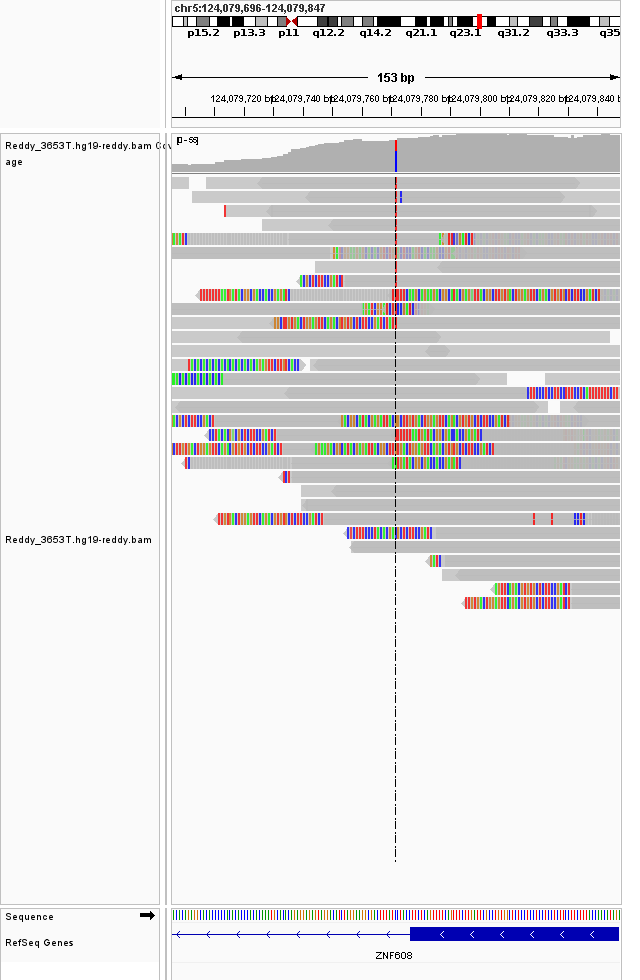 chr5:124,079,696-124,079,847
p15.2 p13.3 p11 q12.2 q14.2 q21.1 q23.1 q31.2 q33.3 q35
153 bp
124,079,720 bp 124,079,740 bp 124,079,760 bp 124,079,780 bp 124,079,800 bp 124,079,820 bp 124,079,840 bp
Reddy_3653T.hg19-reddy.bam Cov
age
Reddy_3653T.hg19-reddy.bam
Sequence
RefSeq Genes
ZNF608